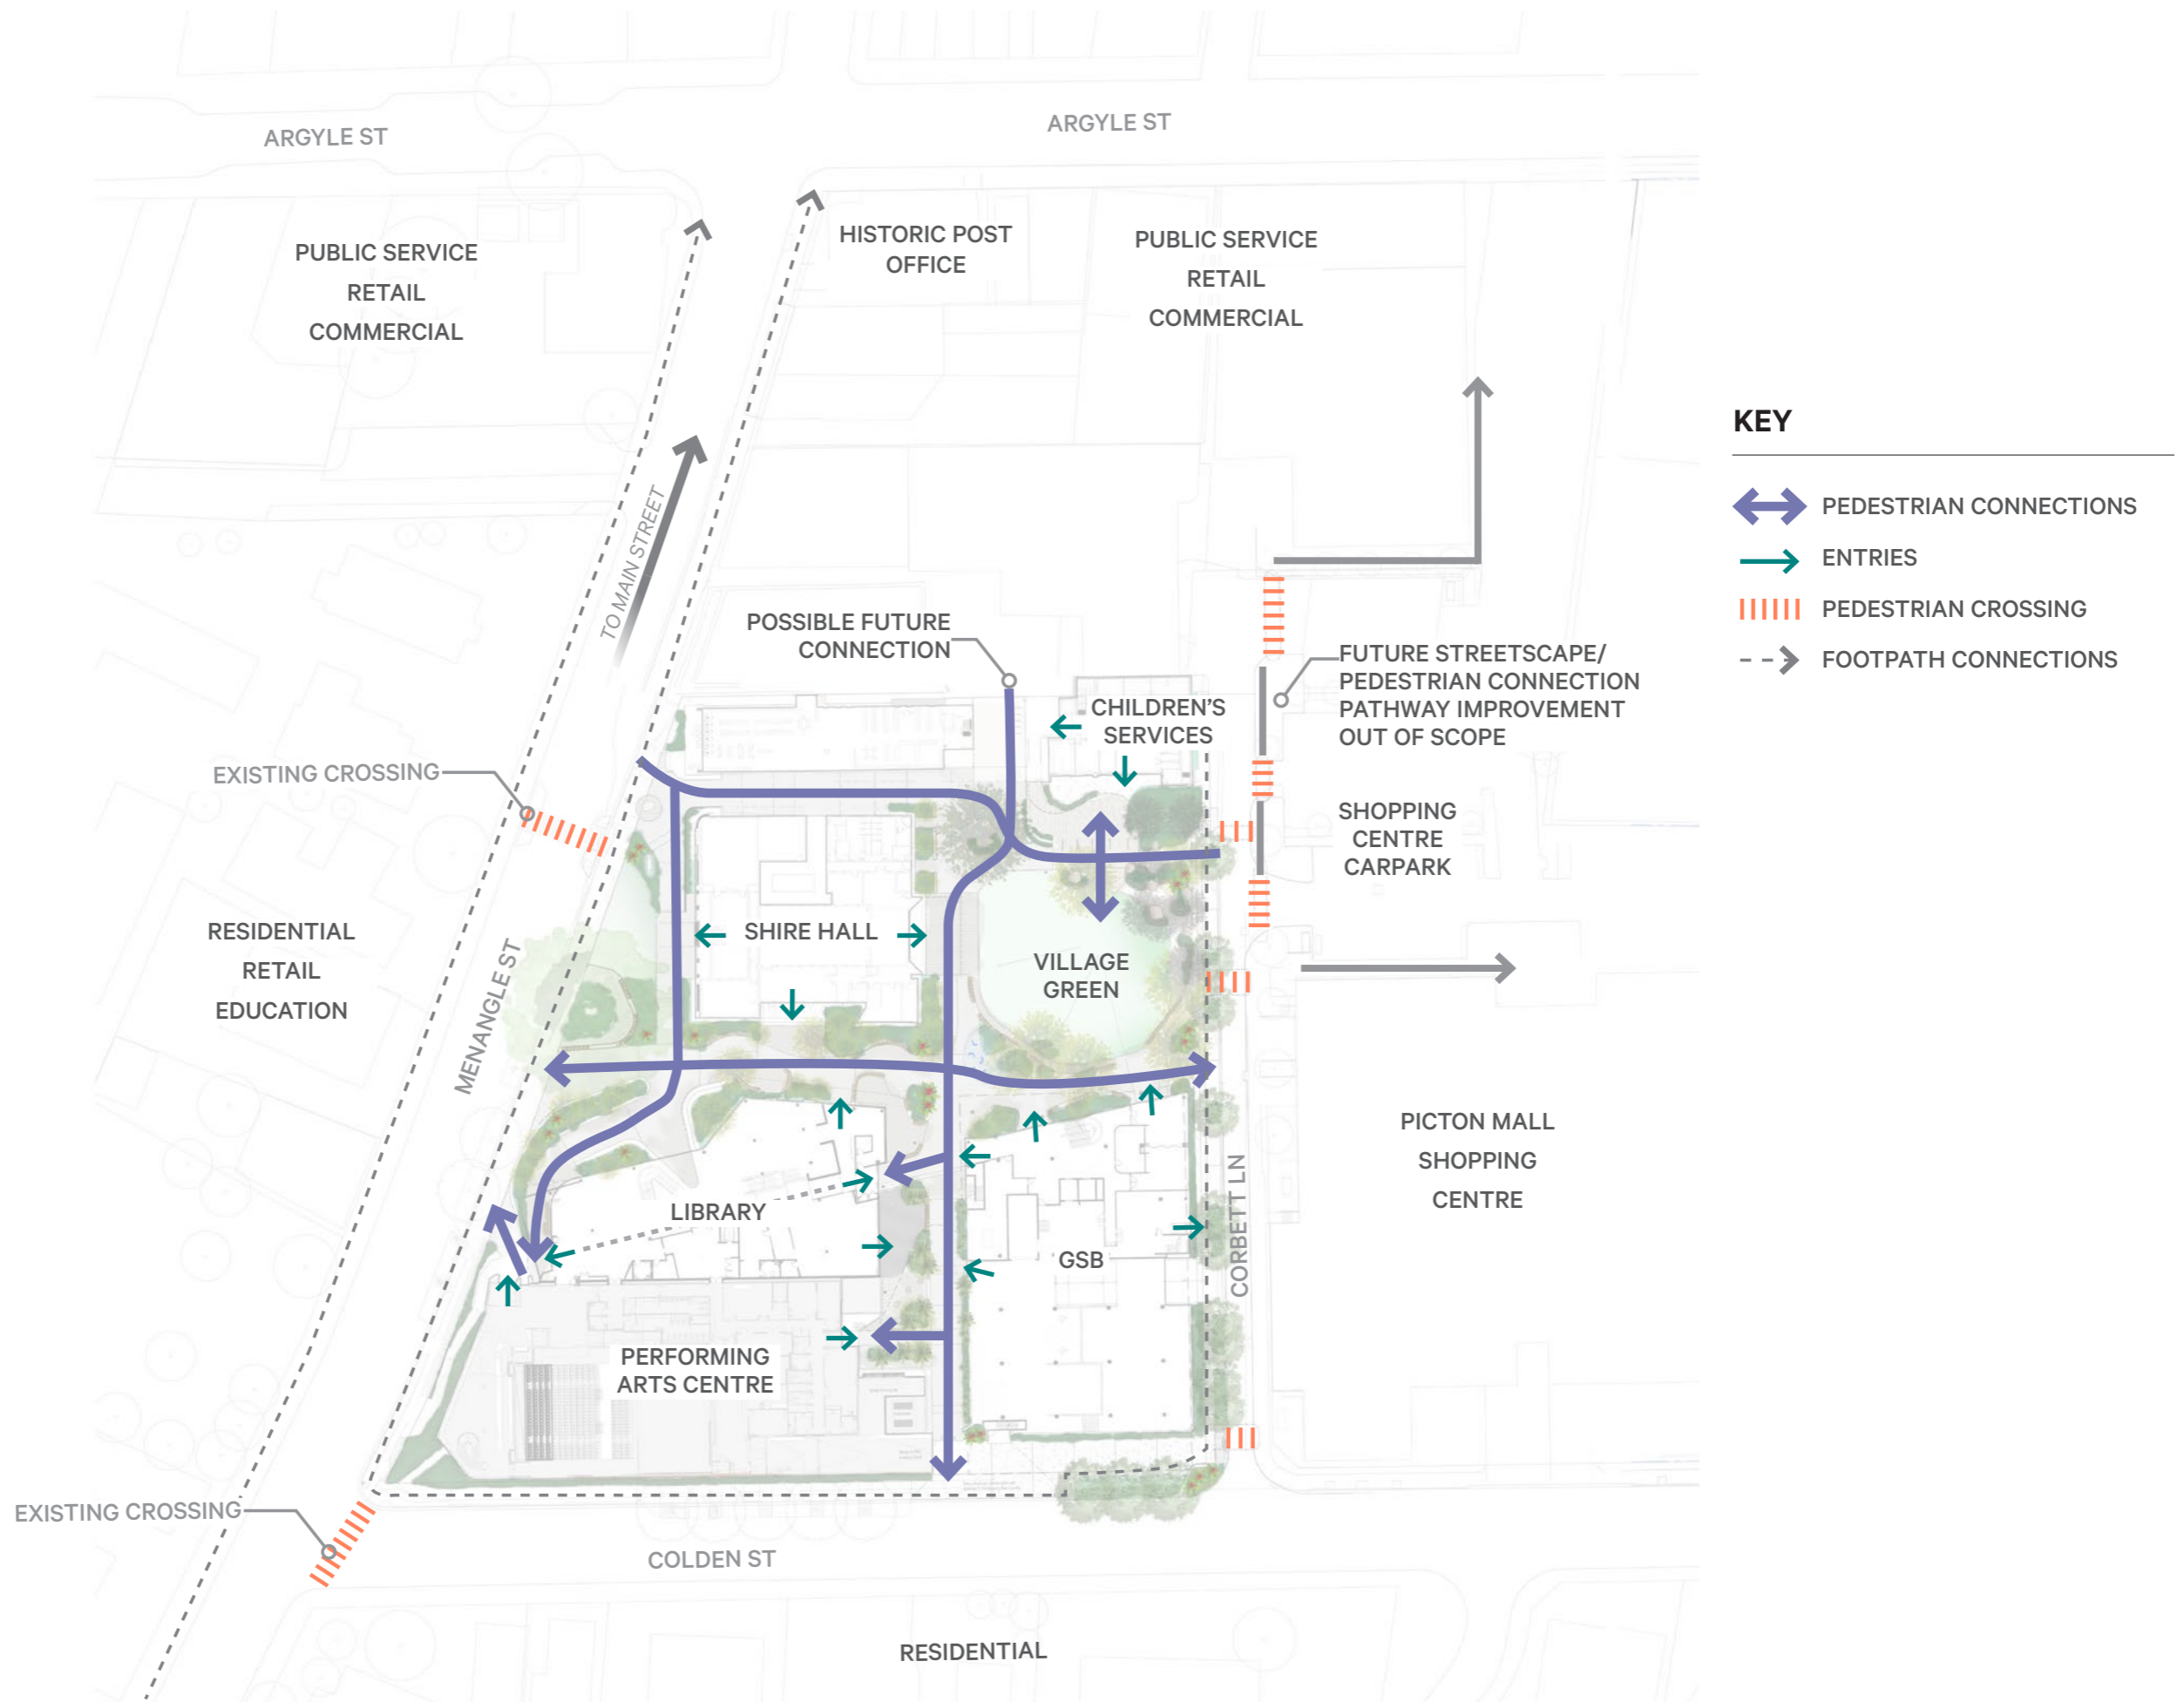 ARGYLE ST
ARGYLE ST
PUBLIC SERVICE
RETAIL
COMMERCIAL
HISTORIC POST
OFFICE
PUBLIC SERVICE
RETAIL
COMMERCIAL
KEY
PEDESTRIAN CONNECTIONS
ENTRIES
PEDESTRIAN CROSSING
FOOTPATH CONNECTIONS
TO MAIN STREET
POSSIBLE FUTURE
CONNECTION
FUTURE STREETSCAPE/
PEDESTRIAN CONNECTION
PATHWAY IMPROVEMENT
OUT OF SCOPE
CHILDREN'S
SERVICES
EXISTING CROSSING
SHOPPING
CENTRE
CARPARK
RESIDENTIAL
RETAIL
EDUCATION
SHIRE HALL
VILLAGE
GREEN
MENANGLE ST
PICTON MALL
SHOPPING
CENTRE
LIBRARY
GSB
CORBETT LN
PERFORMING
ARTS CENTRE
EXISTING CROSSING
COLDEN ST
RESIDENTIAL